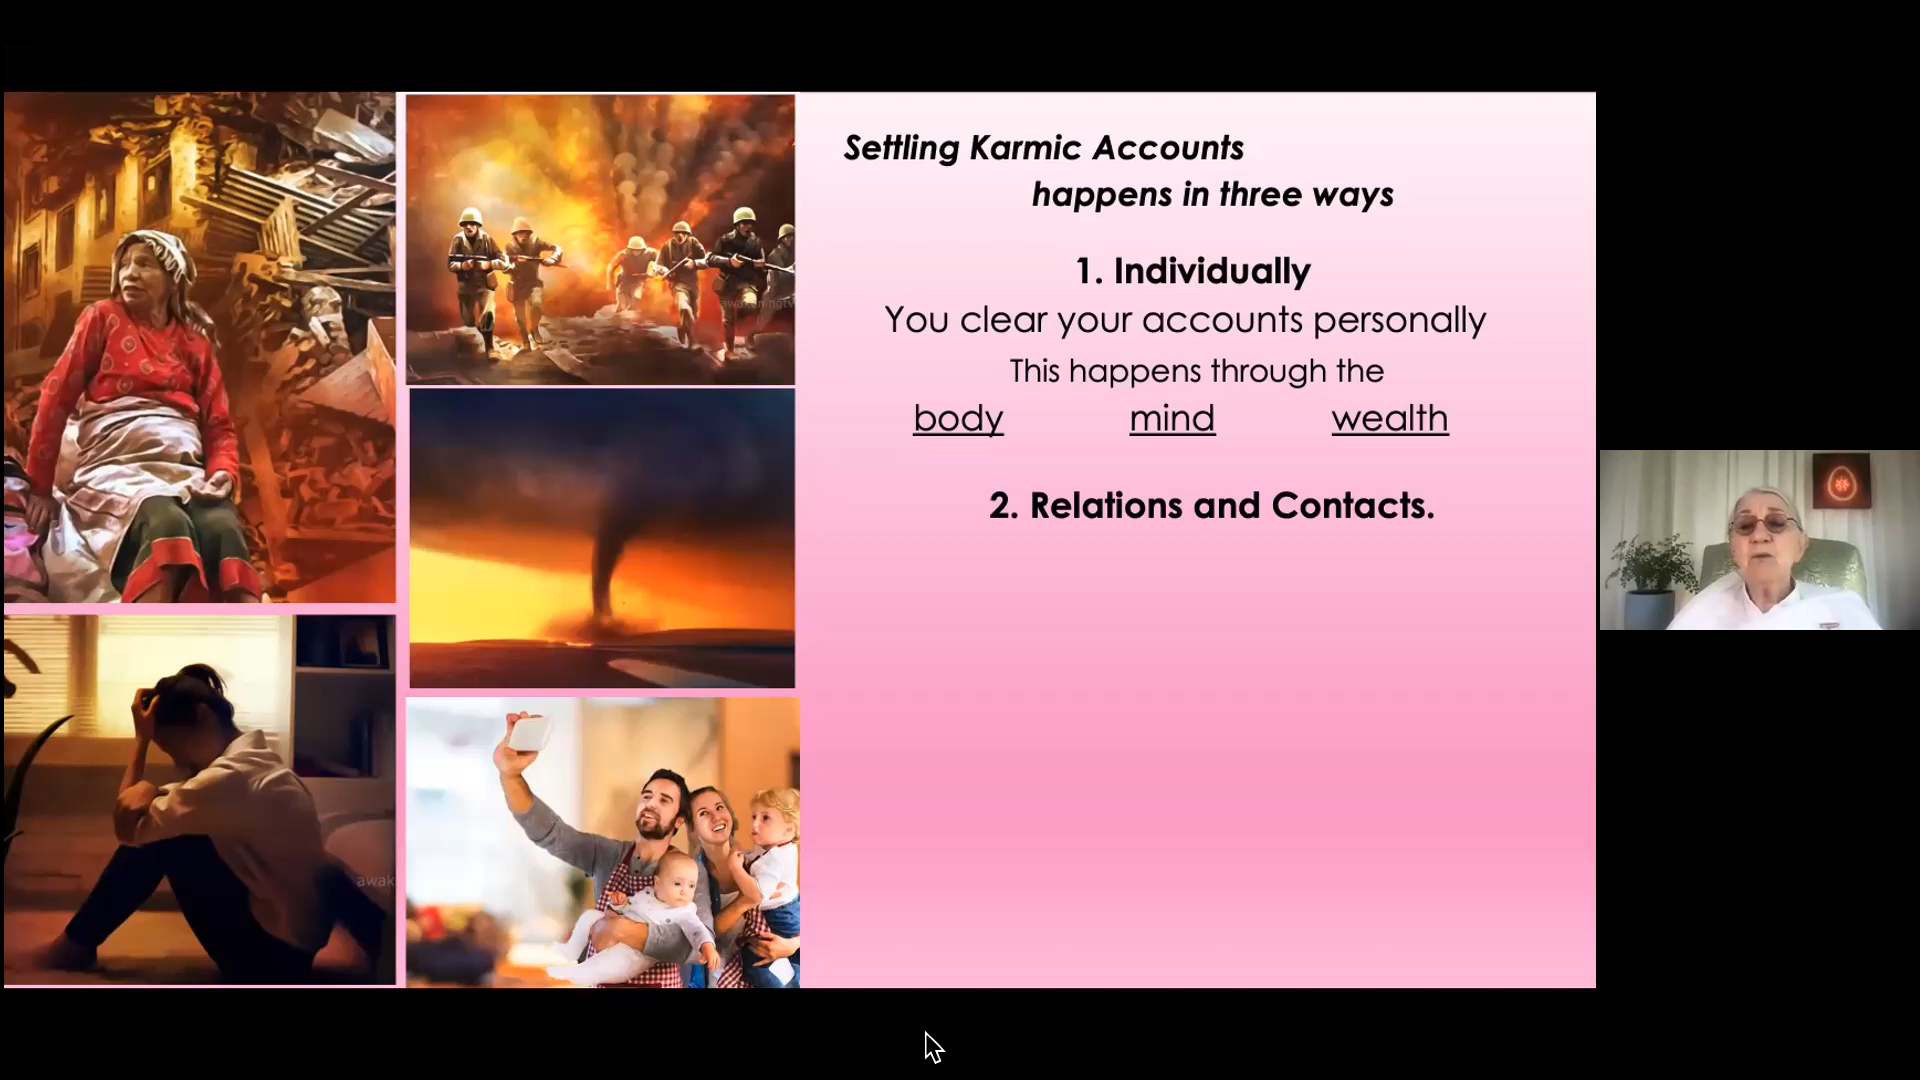 Settling Karmic Accounts
happens in three ways
1. Individually
You clear your accounts personally
This happens through the
body mind wealth
2. Relations and Contacts.
awak